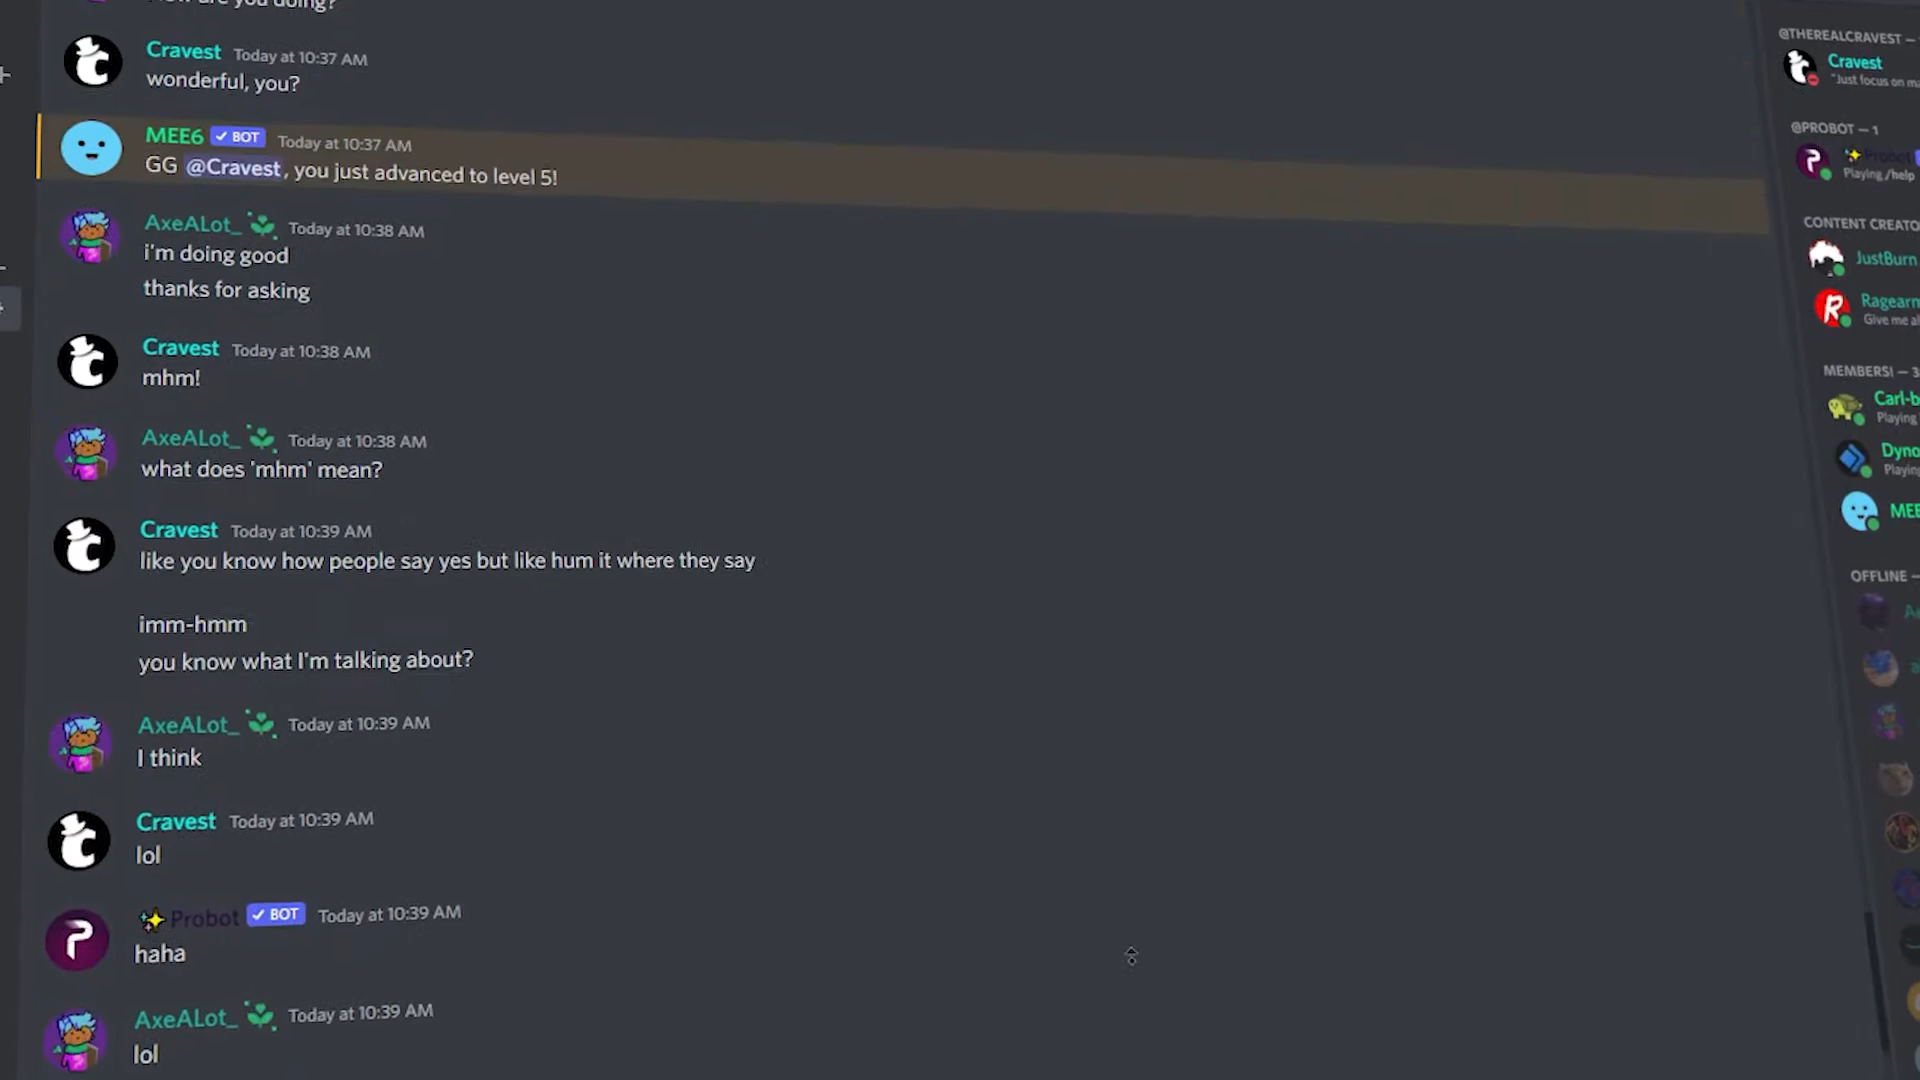 How are you doing?
Cravest Today at 10:37 AM
wonderful, you?
MEE6 ✓ BOT Today at 10:37 AM
GG @Cravest, you just advanced to level 5!
AxeALot_ Today at 10:38 AM
i'm doing good
thanks for asking
Cravest Today at 10:38 AM
mhm!
AxeALot_ Today at 10:38 AM
what does 'mhm' mean?
Cravest Today at 10:39 AM
like you know how people say yes but like hum it where they say
imm-hmm
you know what I'm talking about?
AxeALot_ Today at 10:39 AM
I think
Cravest Today at 10:39 AM
lol
Probot ✓ BOT Today at 10:39 AM
haha
AxeALot_ Today at 10:39 AM
lol
@THEREALCRAVEST —
Cravest
"Just focus on
@PROBOT — 1
Probot
Playing /help
CONTENT
JustBurn
Give me
MEMBERS! — 3
Playing
Dyno
OFFLINE —